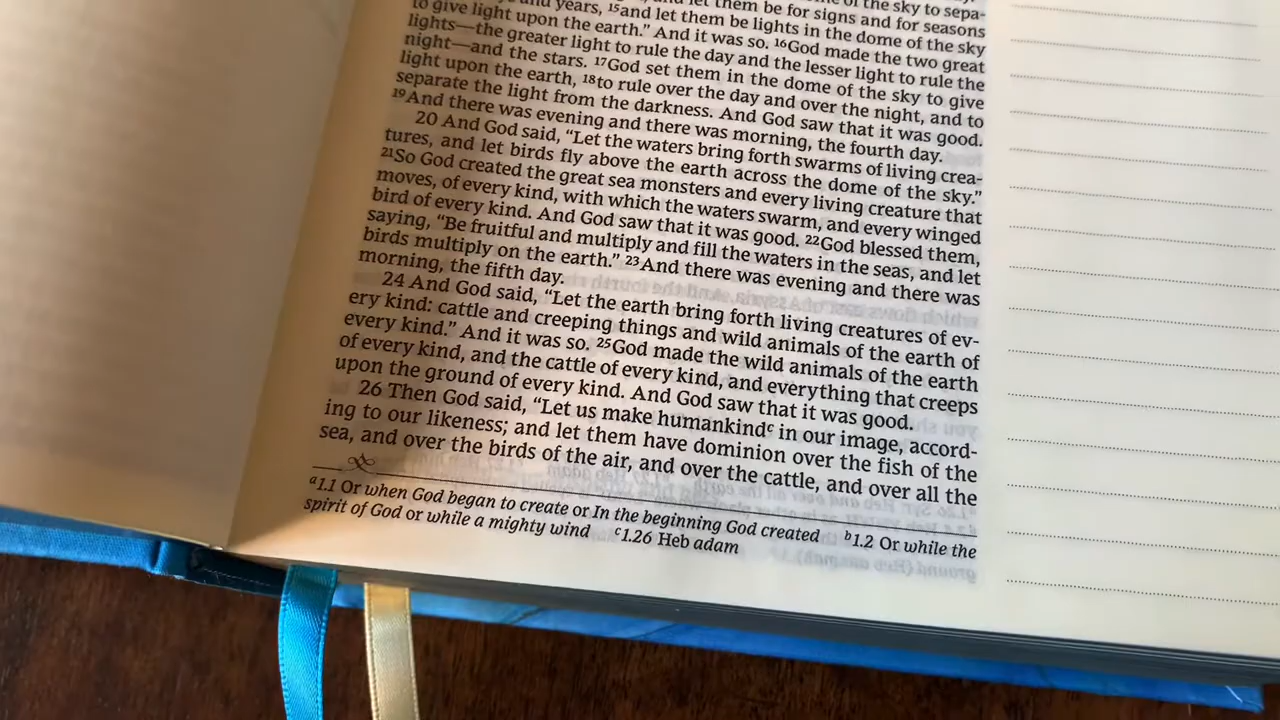 of the sky to sepa-
and let them be for signs and for seasons
and years, ¹⁵and let them be lights in the dome of the sky
to give light upon the earth.” And it was so. ¹⁶God made the two great
lights—the greater light to rule the day and the lesser light to rule the
night—and the stars. ¹⁷God set them in the dome of the sky to give
light upon the earth, ¹⁸to rule over the day and over the night, and to
separate the light from the darkness. And God saw that it was good.
¹⁹And there was evening and there was morning, the fourth day.
20 And God said, “Let the waters bring forth swarms of living crea-
tures, and let birds fly above the earth across the dome of the sky.”
²¹So God created the great sea monsters and every living creature that
moves, of every kind, with which the waters swarm, and every winged
bird of every kind. And God saw that it was good. ²²God blessed them,
saying, “Be fruitful and multiply and fill the waters in the seas, and let
birds multiply on the earth.” ²³And there was evening and there was
morning, the fifth day.
24 And God said, “Let the earth bring forth living creatures of ev-
ery kind: cattle and creeping things and wild animals of the earth of
every kind.” And it was so. ²⁵God made the wild animals of the earth
of every kind, and the cattle of every kind, and everything that creeps
upon the ground of every kind. And God saw that it was good.
26 Then God said, “Let us make humankindᶜ in our image, accord-
ing to our likeness; and let them have dominion over the fish of the
sea, and over the birds of the air, and over the cattle, and over all the
ᵃ1.1 Or when God began to create or In the beginning God created ᵇ1.2 Or while the
spirit of God or while a mighty wind ᶜ1.26 Heb adam